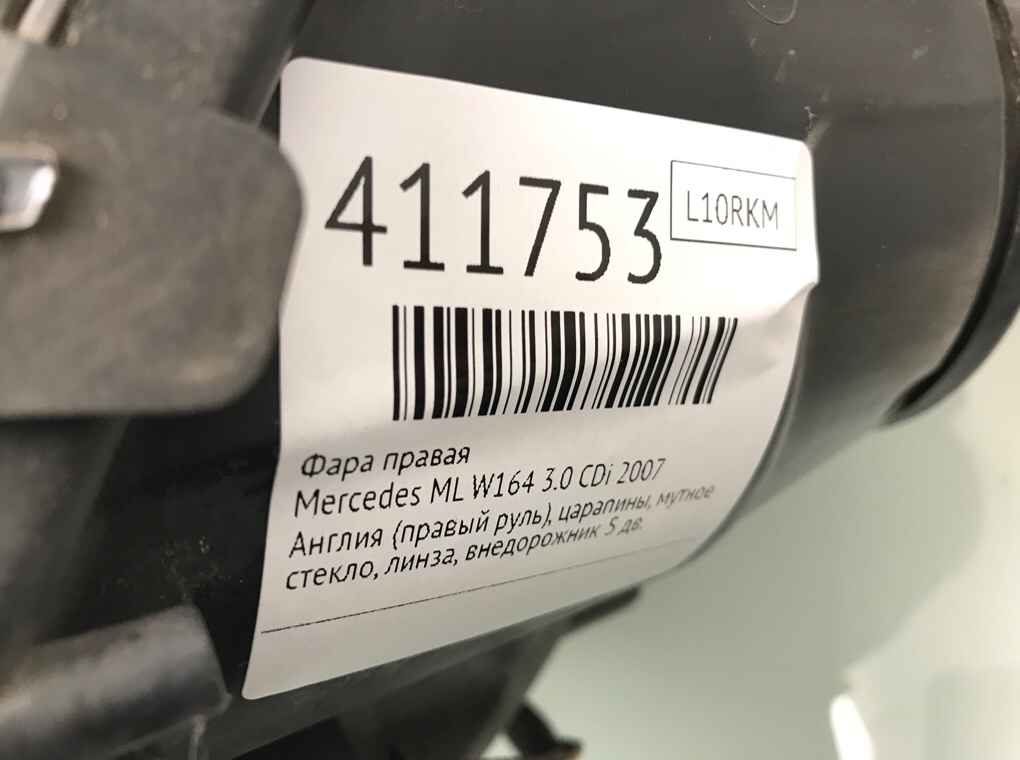 411753
L10RKM
Фара правая
Mercedes ML W164 3.0 CDi 2007
Англия (правый руль), царапины, мутное
стекло, линза, внедорожник 5 дв.